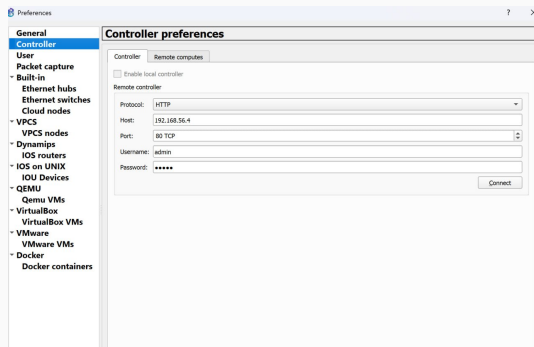 Preferences
General
Controller
User
Packet capture
Built-in
Ethernet hubs
Ethernet switches
Cloud nodes
VPCS
VPCS nodes
Dynamips
IOS routers
IOS on UNIX
IOU Devices
QEMU
Qemu VMs
VirtualBox
VirtualBox VMs
VMware
VMware VMs
Docker
Docker containers
Controller preferences
Controller Remote computes
Enable local controller
Remote controller
Protocol: HTTP
Host: 192.168.56.4
Port: 80 TCP
Username: admin
Password: •••••
Connect